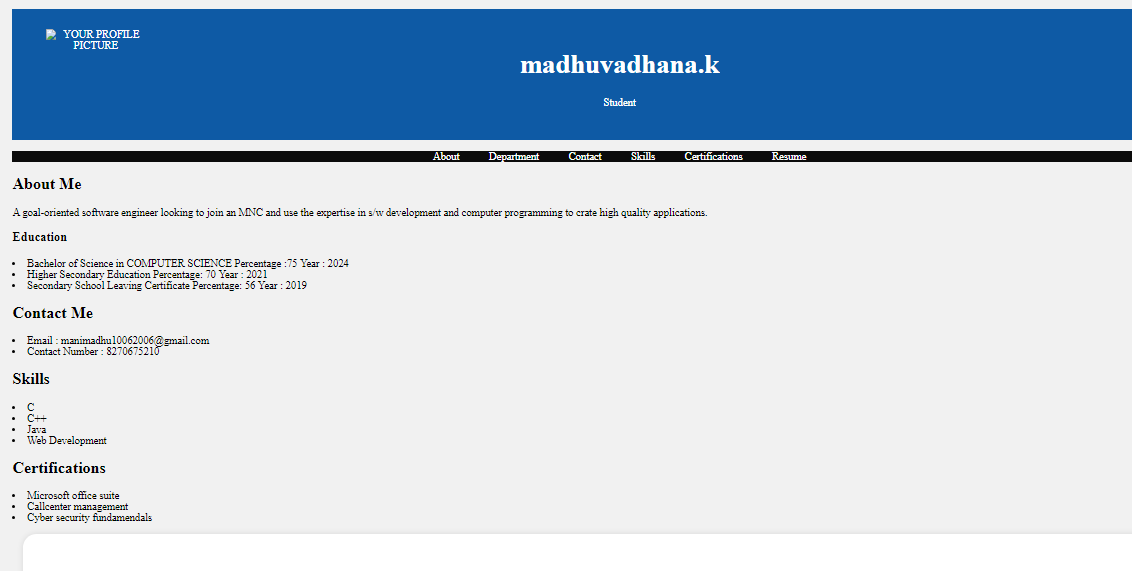 YOUR PROFILE
PICTURE
madhuvadhana.k
Student
About Department Contact Skills Certifications Resume
About Me
A goal-oriented software engineer looking to join an MNC and use the expertise in s/w development and computer programming to crate high quality applications.
Education
Bachelor of Science in COMPUTER SCIENCE Percentage :75 Year : 2024
Higher Secondary Education Percentage: 70 Year : 2021
Secondary School Leaving Certificate Percentage: 56 Year : 2019
Contact Me
Email : manimadhu10062006@gmail.com
Contact Number : 8270675210
Skills
C
C++
Java
Web Development
Certifications
Microsoft office suite
Callcenter management
Cyber security fundamendals